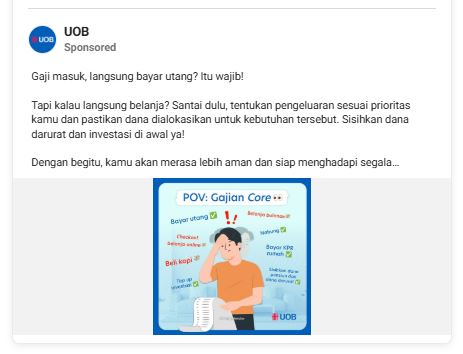 UOB
UOB
Sponsored
Gaji masuk, langsung bayar utang? Itu wajib!
Tapi kalau langsung belanja? Santai dulu, tentukan pengeluaran sesuai prioritas
kamu dan pastikan dana dialokasikan untuk kebutuhan tersebut. Sisihkan dana
darurat dan investasi di awal ya!
Dengan begitu, kamu akan merasa lebih aman dan siap menghadapi segala...
POV: Gajian Core 👀
Bayar utang ✅
!!
Belanja bulanan
Checkout
belanja online
Nabung ✅
Beli kopi
Bayar KPR
rumah ✅
Top up
investasi ✅
Sisihkan dana
pensiun dan
dana darurat ✅
UOB